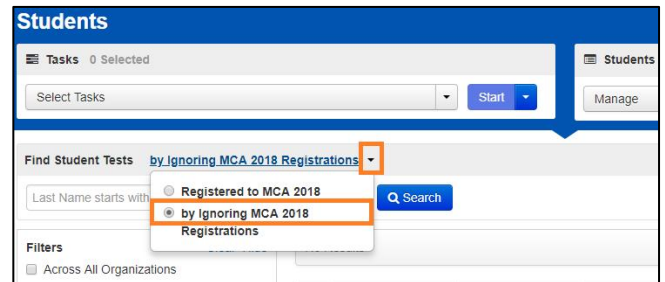 Students
Tasks 0 Selected
Students
Select Tasks
Start
Manage
Find Student Tests by Ignoring MCA 2018 Registrations
Last Name starts with
Registered to MCA 2018
by Ignoring MCA 2018
Registrations
Search
Filters
Across All Organizations